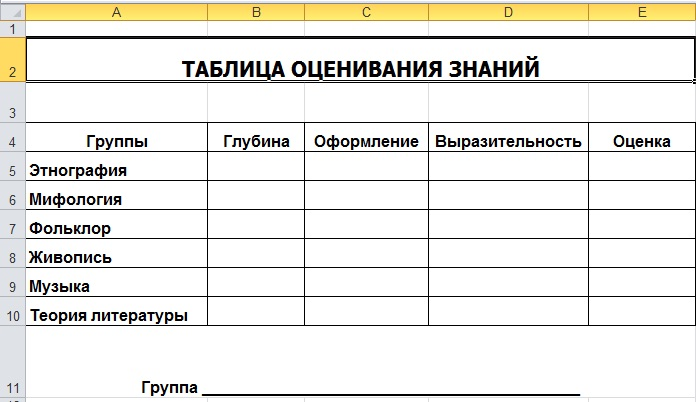 A B C D E
1
2 ТАБЛИЦА ОЦЕНИВАНИЯ ЗНАНИЙ
3
4 Группы Глубина Оформление Выразительность Оценка
5 Этнография
6 Мифология
7 Фольклор
8 Живопись
9 Музыка
10 Теория литературы
11 Группа